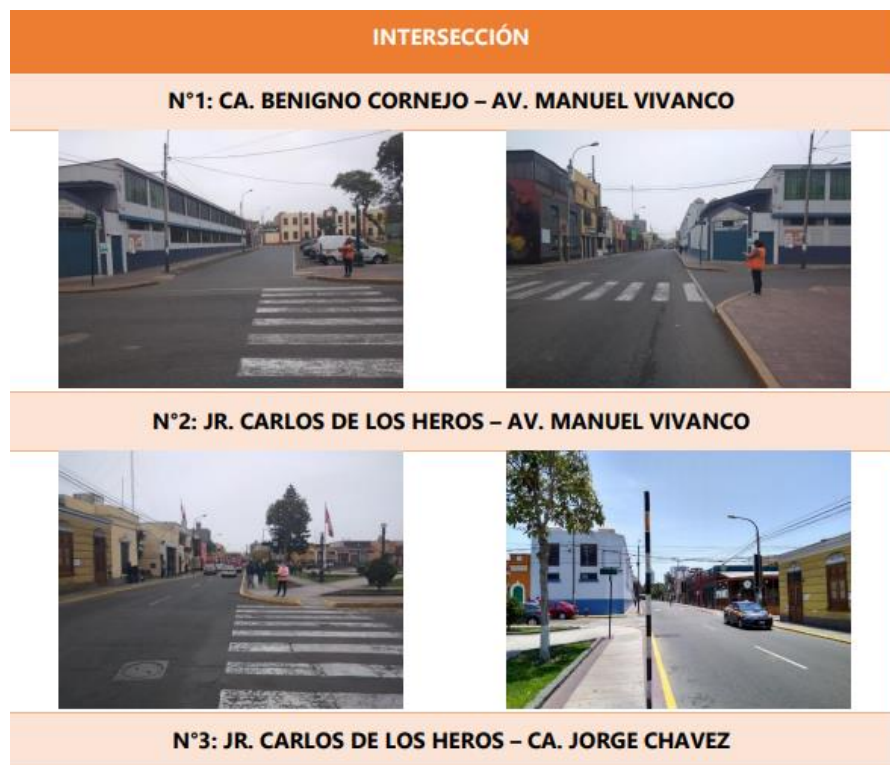 INTERSECCIÓN
N°1: CA. BENIGNO CORNEJO – AV. MANUEL VIVANCO
N°2: JR. CARLOS DE LOS HEROS – AV. MANUEL VIVANCO
N°3: JR. CARLOS DE LOS HEROS – CA. JORGE CHAVEZ